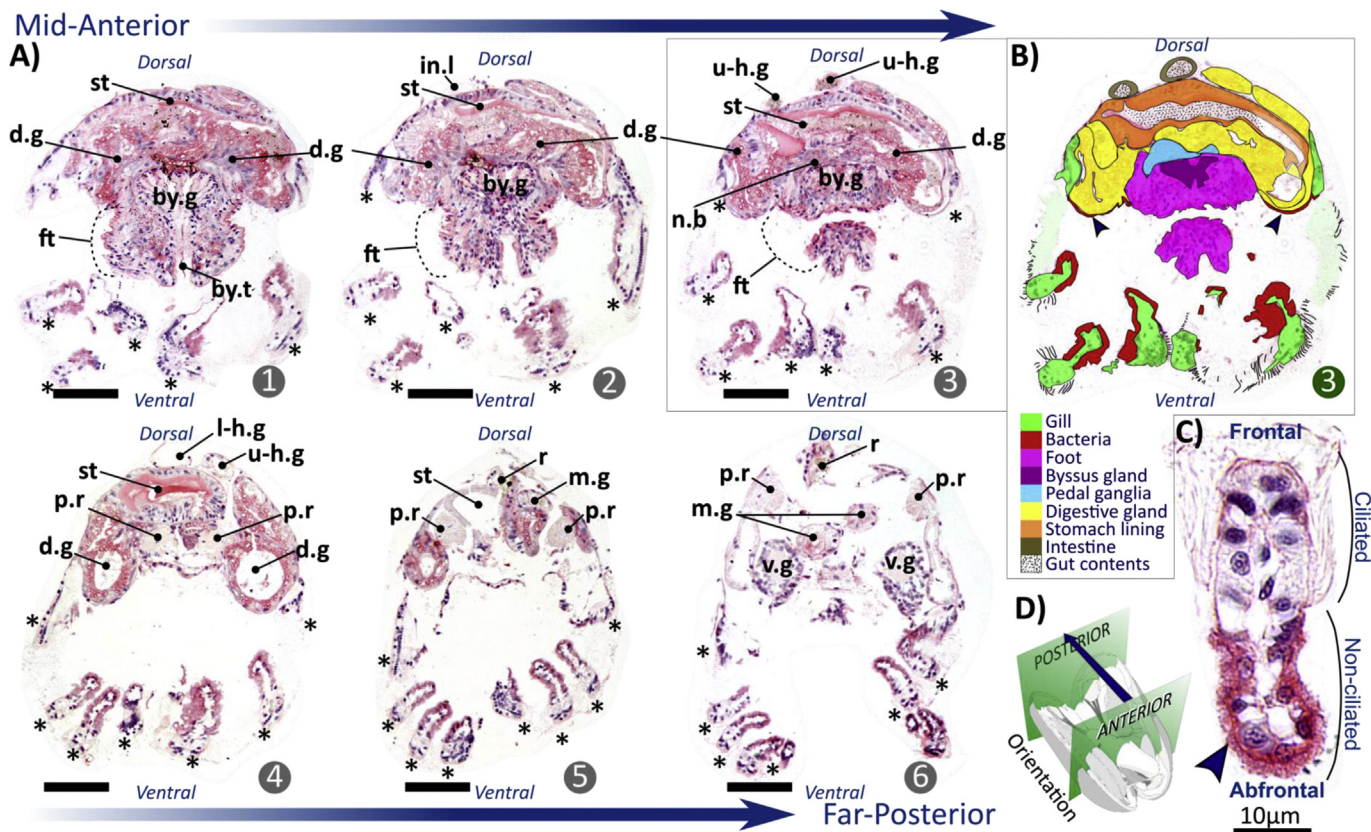 Mid-Anterior
A)
Dorsal
st
d.g
by.g
ft
by.t
*
*
*
*
*
1
Ventral
Dorsal
in.l
st
d.g
d.g
by.g
ft
*
*
*
*
*
*
2
Ventral
Dorsal
u-h.g
u-h.g
st
d.g
by.g
n.b
ft
*
*
*
*
*
*
*
3
B)
Dorsal
3
Ventral
Gill
Bacteria
Foot
Byssus gland
Pedal ganglia
Digestive gland
Stomach lining
Intestine
Gut contents
Dorsal
l-h.g
u-h.g
st
p.r
p.r
d.g
d.g
*
*
*
*
*
*
*
4
Ventral
Dorsal
r
st
m.g
p.r
p.r
*
*
*
*
*
*
*
5
Ventral
Dorsal
r
p.r
p.r
m.g
v.g
v.g
*
*
*
*
*
*
*
6
Far-Posterior
C)
Frontal
Ciliated
Non-ciliated
Abfrontal
10μm
D)
POSTERIOR
ANTERIOR
Orientation